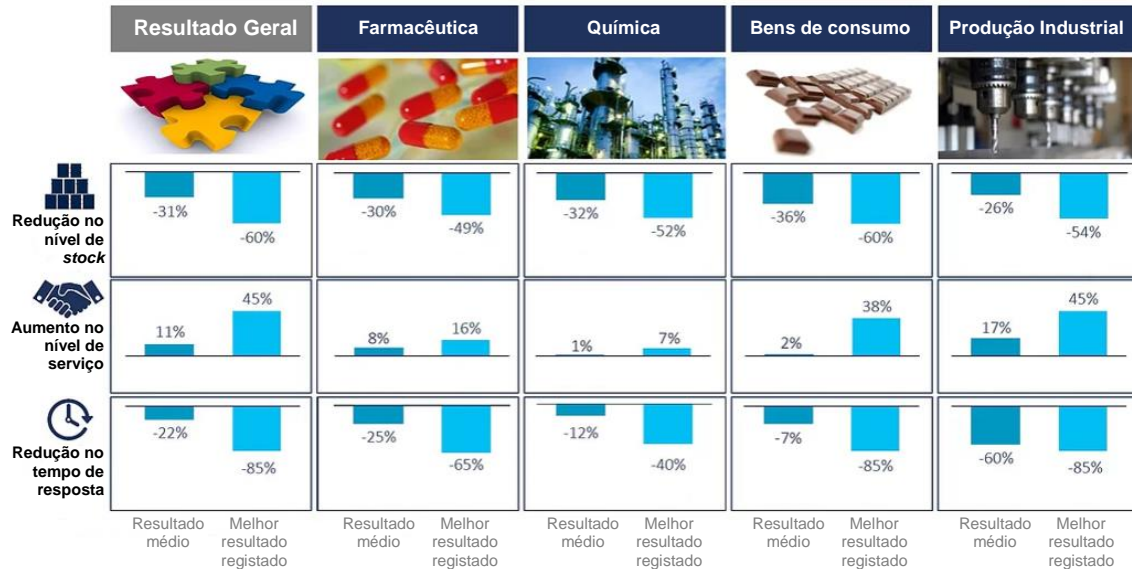 Resultado Geral
Farmacêutica
Química
Bens de consumo
Produção Industrial
Redução no
nível de
stock
-31%
-60%
-30%
-49%
-32%
-52%
-36%
-60%
-26%
-54%
Aumento no
nível de
serviço
11%
45%
8%
16%
1%
7%
2%
38%
17%
45%
Redução no
tempo de
resposta
-22%
-85%
-25%
-65%
-12%
-40%
-7%
-85%
-60%
-85%
Resultado
médio
Melhor
resultado
registado
Resultado
médio
Melhor
resultado
registado
Resultado
médio
Melhor
resultado
registado
Resultado
médio
Melhor
resultado
registado
Resultado
médio
Melhor
resultado
registado